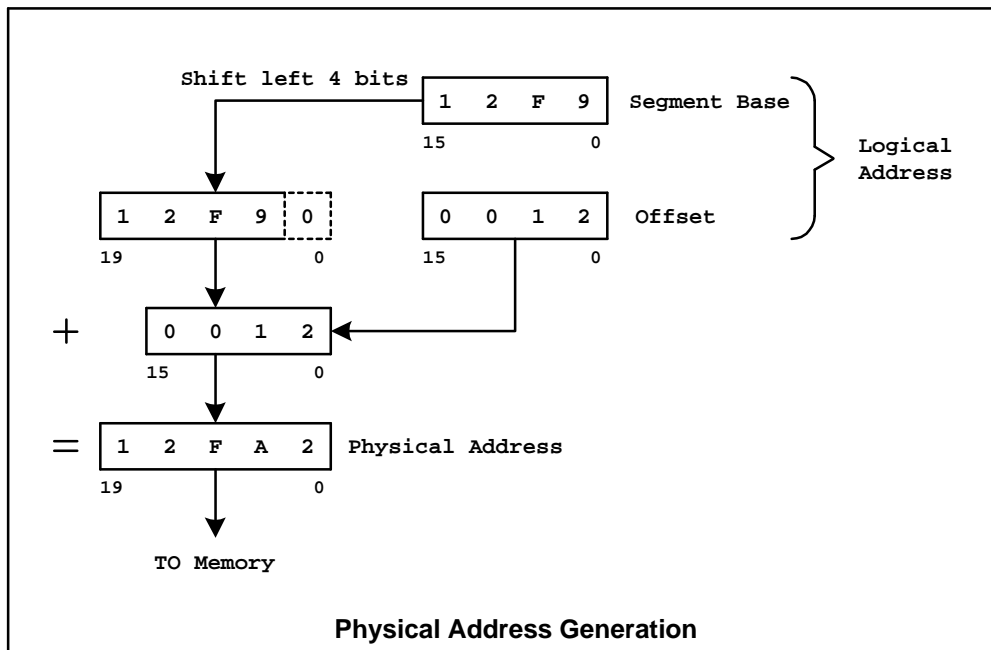 Shift left 4 bits
1 2 F 9 Segment Base
15 0
Logical
Address
1 2 F 9 0
19 0
0 0 1 2 Offset
15 0
+ 0 0 1 2
15 0
= 1 2 F A 2 Physical Address
19 0
TO Memory
Physical Address Generation